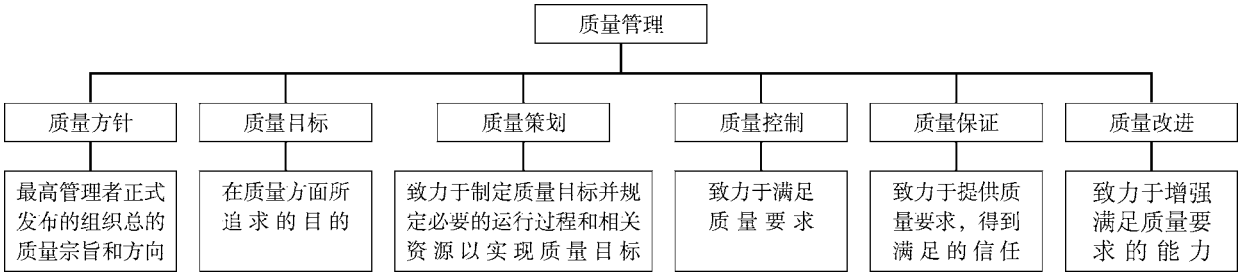 质量管理
质量方针
质量目标
质量策划
质量控制
质量保证
质量改进
最高管理者正式
发布的组织总的
质量宗旨和方向
在质量方面所
追求的目的
致力于制定质量目标并规
定必要的运行过程和相关
资源以实现质量目标
致力于满足
质量要求
致力于提供质
量要求，得到
满足的信任
致力于增强
满足质量要
求的能力